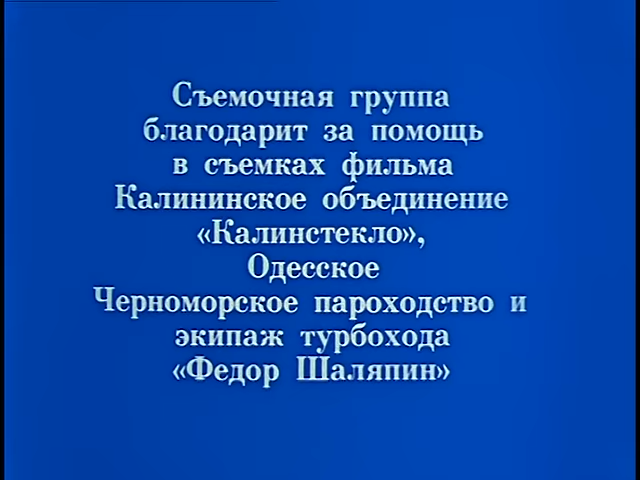 Съемочная группа
благодарит за помощь
в съемках фильма
Калининское объединение
«Калинстекло»,
Одесское
Черноморское пароходство и
экипаж турбохода
«Федор Шаляпин»